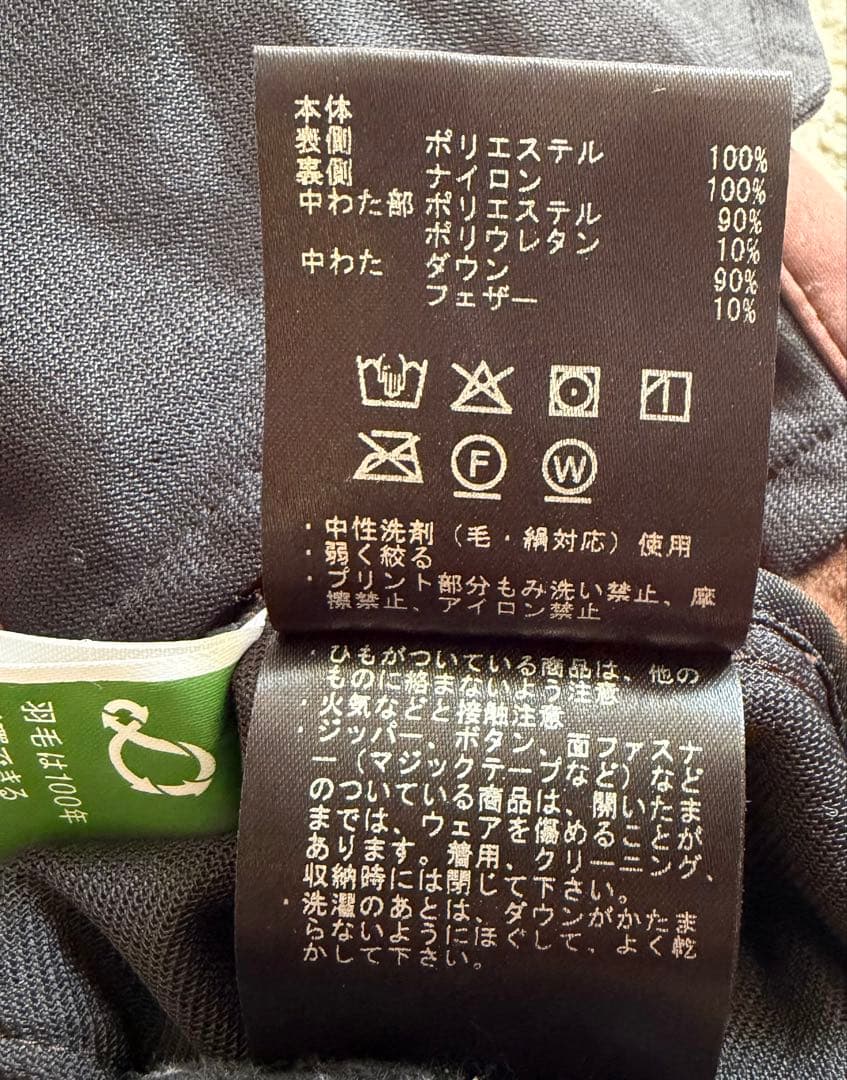 本体
表側 ポリエステル 100%
裏側 ナイロン 100%
中わた部 ポリエステル 90%
ポリウレタン 10%
中わた ダウン 90%
フェザー 10%
F W
・中性洗剤（毛・絹対応）使用
・弱く絞る
・プリント部分もみ洗い禁止、摩
擦禁止、アイロン禁止
・ひもがついている商品は、他の
ものに絡まないよう注意
・火気などと接触注意
・ジッパー、ボタン、面ファスナ
ー（マジックテープなど）など
のついている商品は、開いたま
までは、ウェアを傷めることが
あります。着用、クリーニング、
収納時には閉じて下さい。
・洗濯のあとは、ダウンがかたま
らないようにほぐして、よく乾
かして下さい。
羽毛は100年
できる